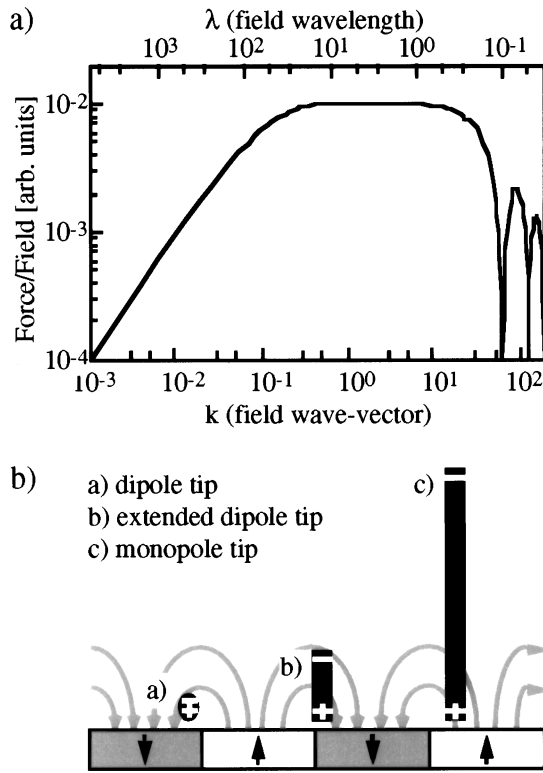 a)
λ (field wavelength)
10³ 10² 10¹ 10⁰ 10⁻¹
Force/Field [arb. units]
10⁻²
10⁻³
10⁻⁴
10⁻³ 10⁻² 10⁻¹ 10⁰ 10¹ 10²
k (field wave-vector)
b)
a) dipole tip
b) extended dipole tip
c) monopole tip
c)
b)
a)